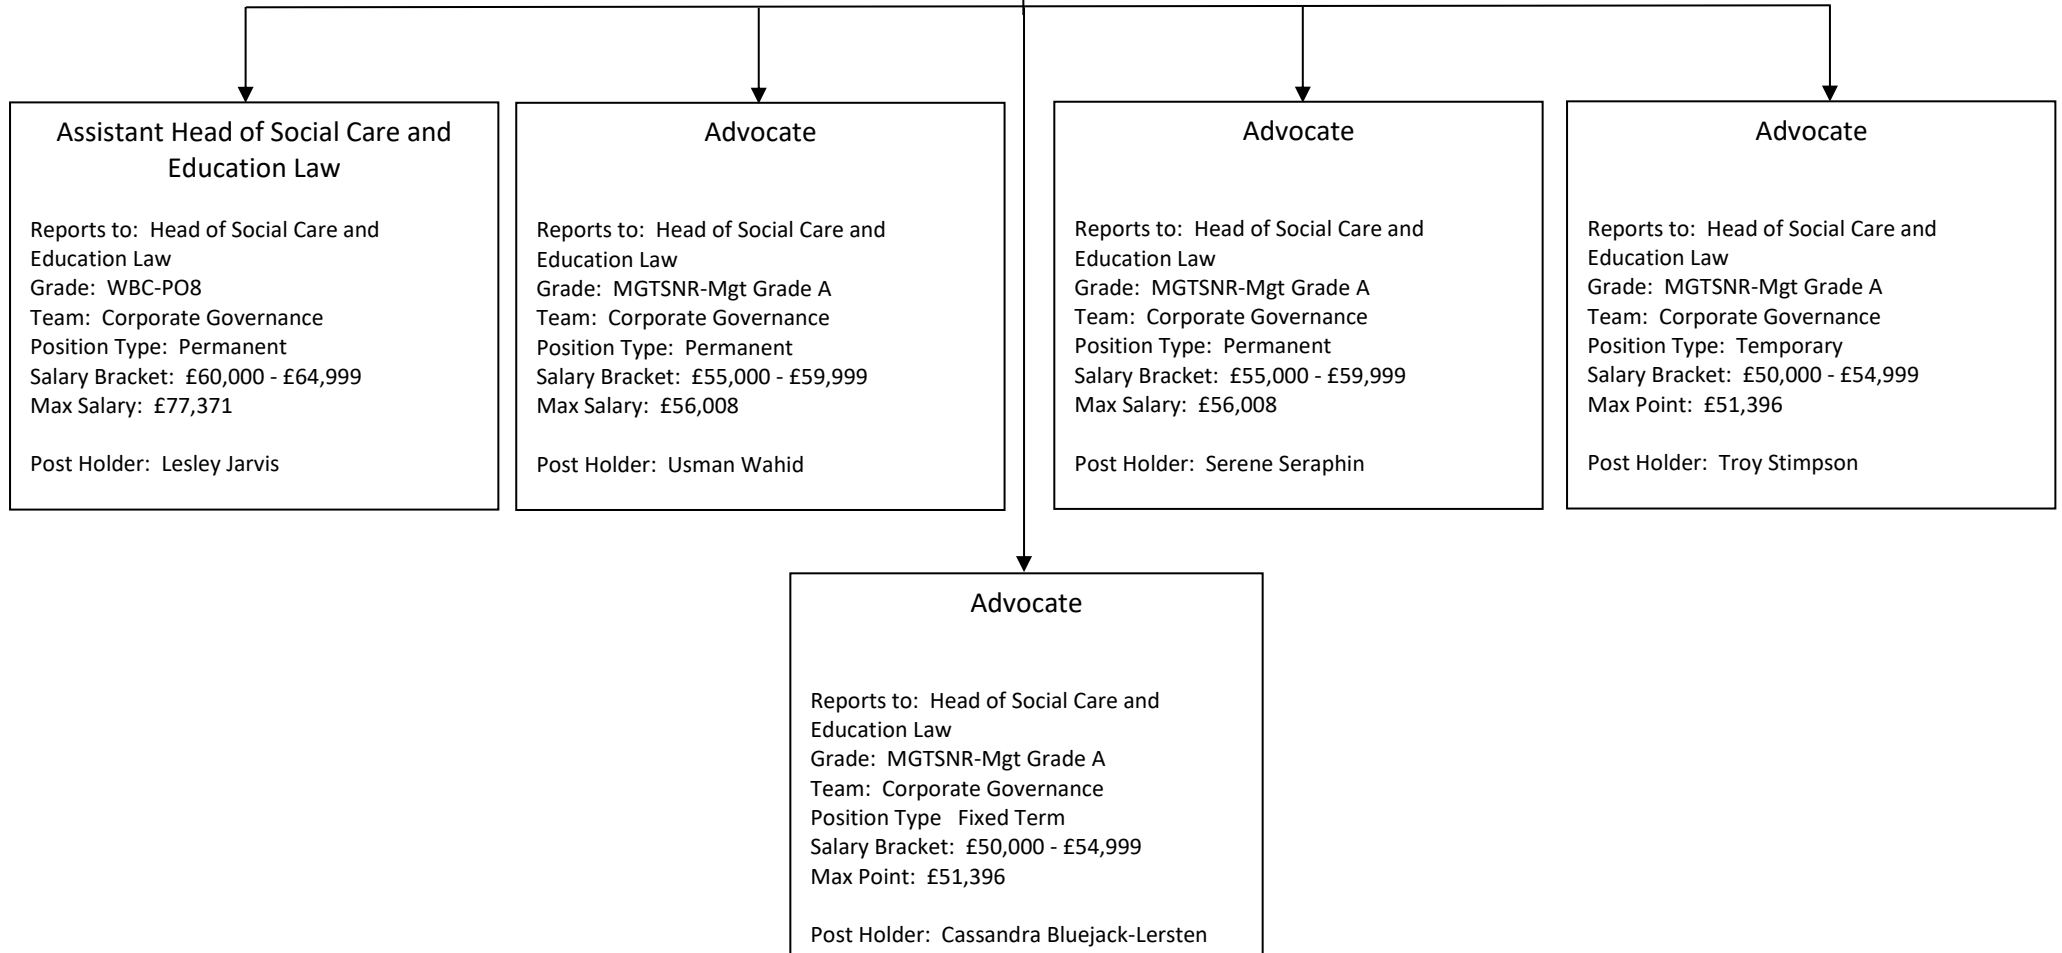 Assistant Head of Social Care and
Education Law
Reports to:  Head of Social Care and
Education Law
Grade:  WBC-PO8
Team:  Corporate Governance
Position Type:  Permanent
Salary Bracket:  £60,000 - £64,999
Max Salary:  £77,371
Post Holder:  Lesley Jarvis
Advocate
Reports to:  Head of Social Care and
Education Law
Grade:  MGTSNR-Mgt Grade A
Team:  Corporate Governance
Position Type:  Permanent
Salary Bracket:  £55,000 - £59,999
Max Salary:  £56,008
Post Holder:  Usman Wahid
Advocate
Reports to:  Head of Social Care and
Education Law
Grade:  MGTSNR-Mgt Grade A
Team:  Corporate Governance
Position Type:  Permanent
Salary Bracket:  £55,000 - £59,999
Max Salary:  £56,008
Post Holder:  Serene Seraphin
Advocate
Reports to:  Head of Social Care and
Education Law
Grade:  MGTSNR-Mgt Grade A
Team:  Corporate Governance
Position Type:  Temporary
Salary Bracket:  £50,000 - £54,999
Max Point:  £51,396
Post Holder:  Troy Stimpson
Advocate
Reports to:  Head of Social Care and
Education Law
Grade:  MGTSNR-Mgt Grade A
Team:  Corporate Governance
Position Type   Fixed Term
Salary Bracket:  £50,000 - £54,999
Max Point:  £51,396
Post Holder:  Cassandra Bluejack-Lersten